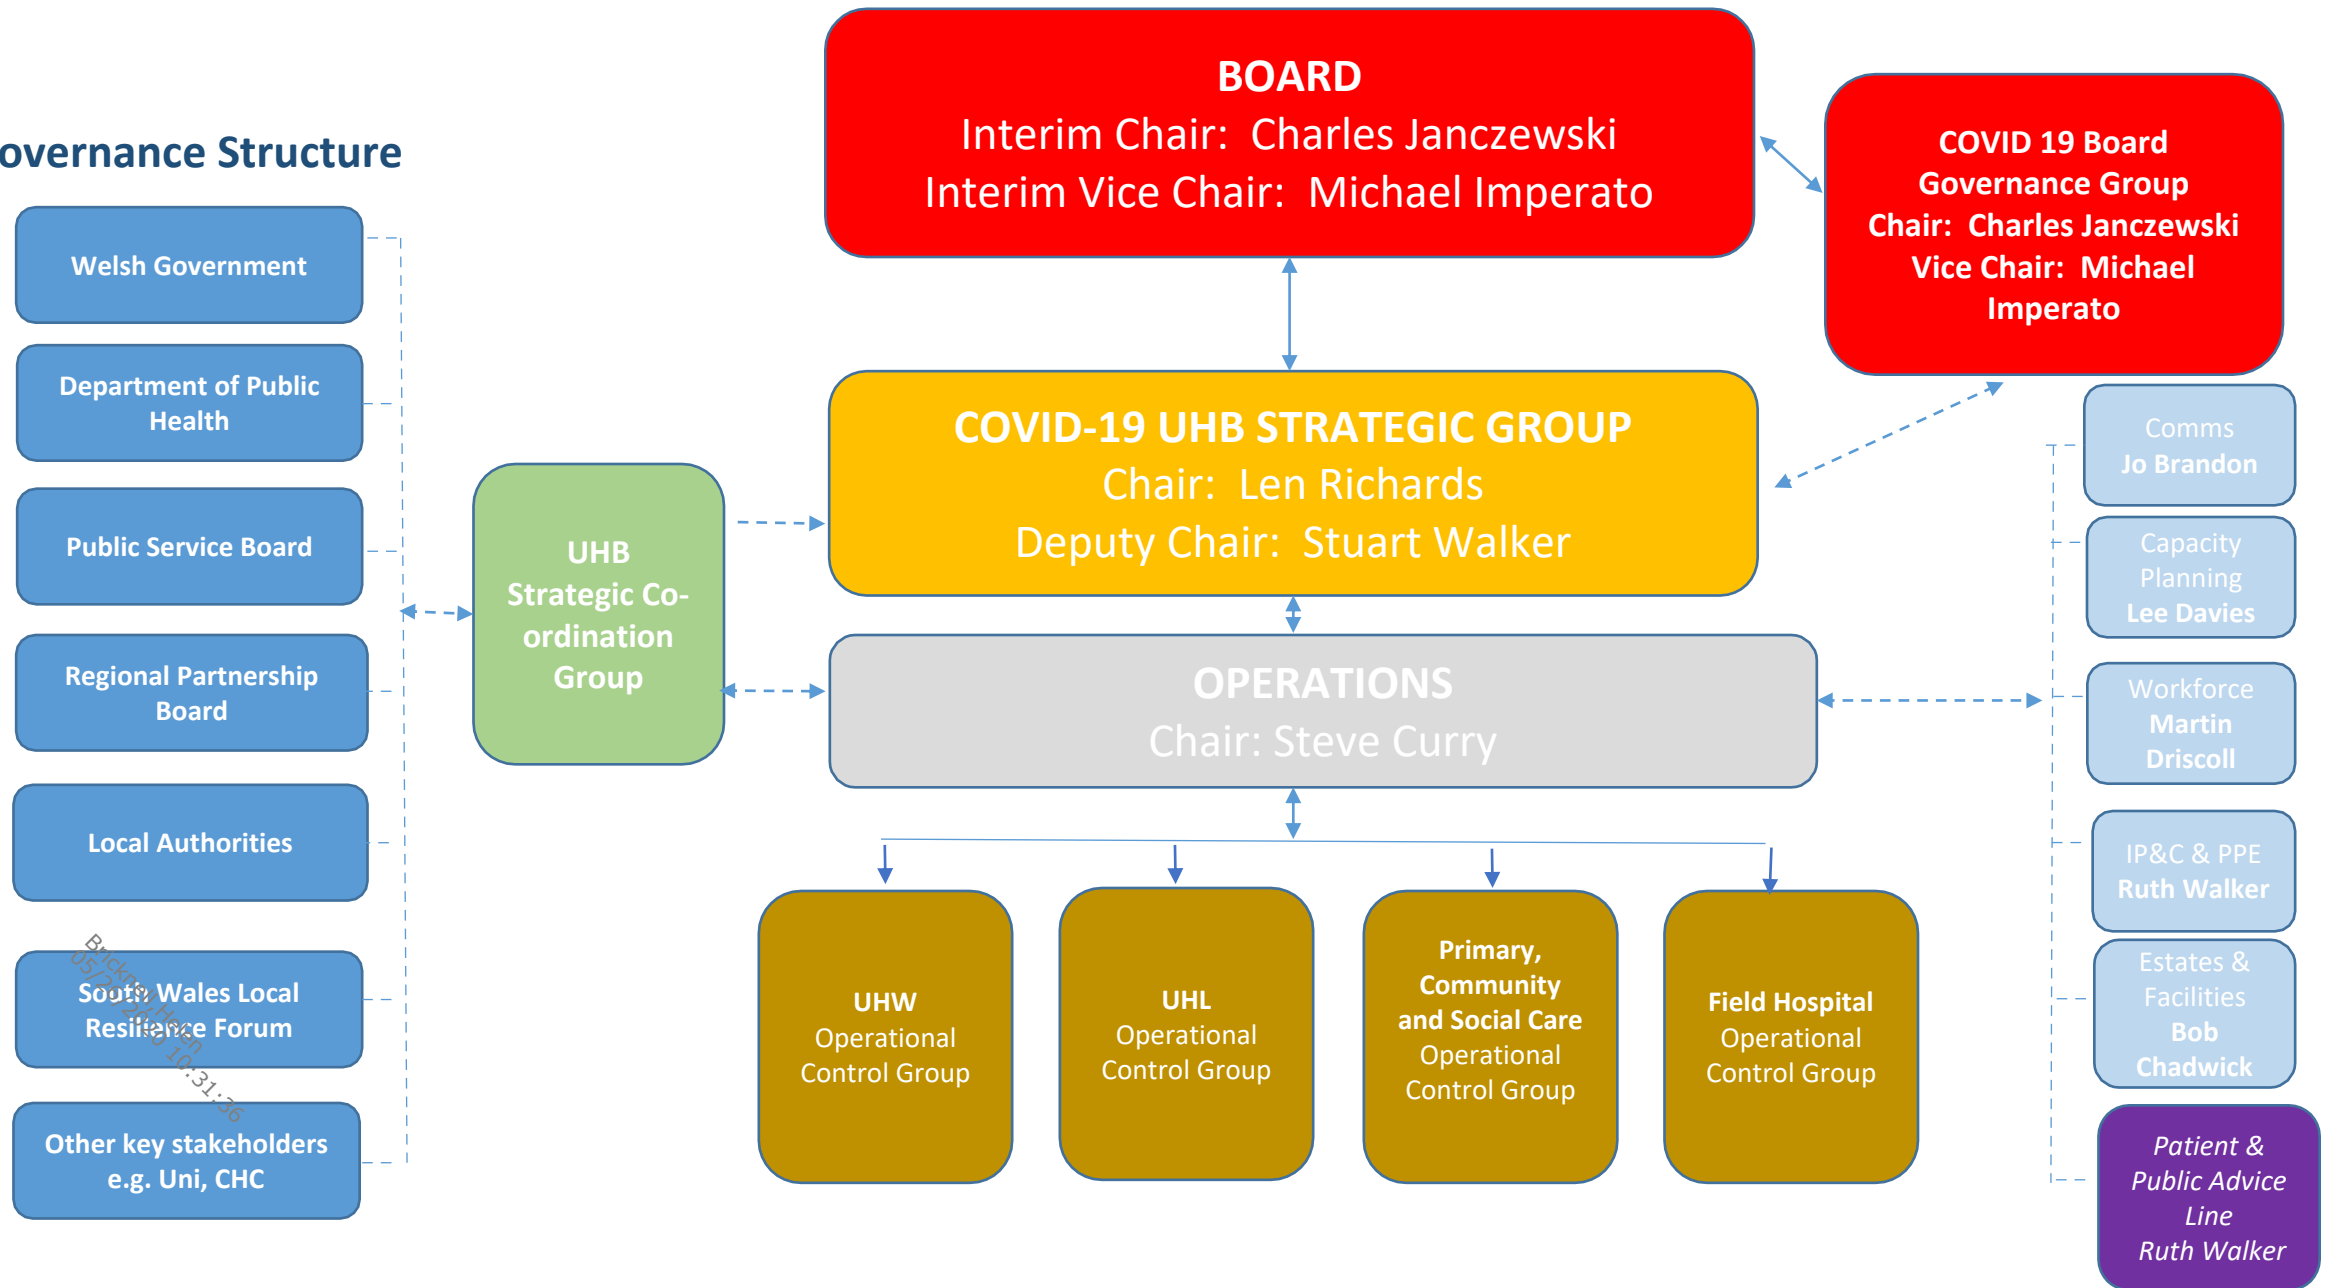 overnance Structure
BOARD
Interim Chair:  Charles Janczewski
Interim Vice Chair:  Michael Imperato
COVID 19 Board
Governance Group
Chair:  Charles Janczewski
Vice Chair:  Michael
Imperato
Welsh Government
Department of Public
Health
Public Service Board
Regional Partnership
Board
Local Authorities
South Wales Local
Resilience Forum
Other key stakeholders
e.g. Uni, CHC
UHB
Strategic Co-
ordination
Group
COVID-19 UHB STRATEGIC GROUP
Chair:  Len Richards
Deputy Chair:  Stuart Walker
OPERATIONS
Chair: Steve Curry
UHW
Operational
Control Group
UHL
Operational
Control Group
Primary,
Community
and Social Care
Operational
Control Group
Field Hospital
Operational
Control Group
Comms
Jo Brandon
Capacity
Planning
Lee Davies
Workforce
Martin
Driscoll
IP&C & PPE
Ruth Walker
Estates &
Facilities
Bob
Chadwick
Patient &
Public Advice
Line
Ruth Walker
10:31:36